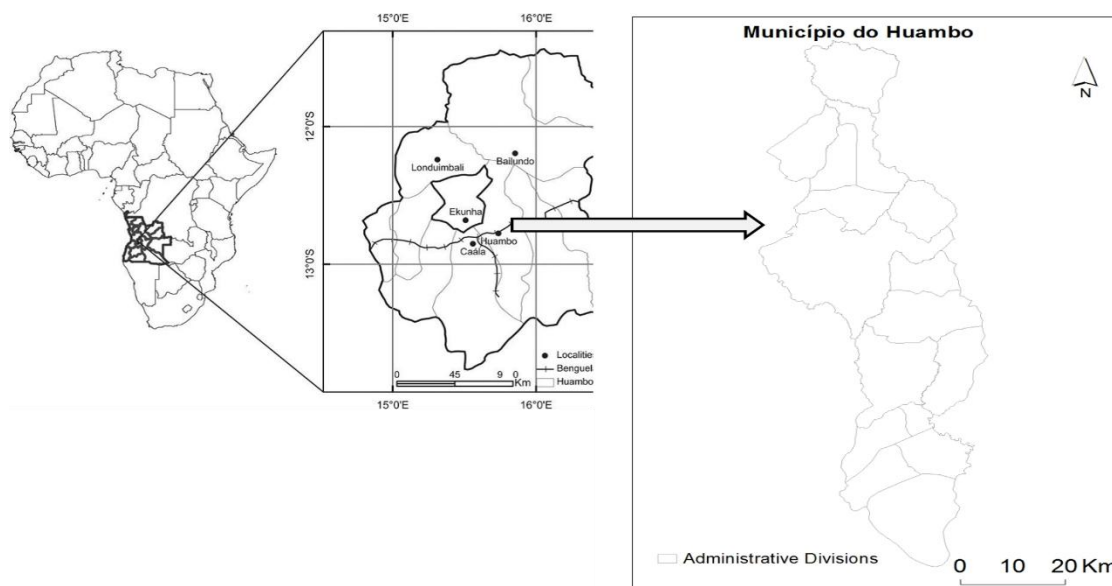 15°0'E 16°0'E
12°0'S
13°0'S
Londuimbali
Bailundo
Ekunha
Huambo
Caála
Localitie
Benguel
Huambo
0 45 9 0
Km
15°0'E 16°0'E
Município do Huambo
N
Administrative Divisions
0 10 20 Km